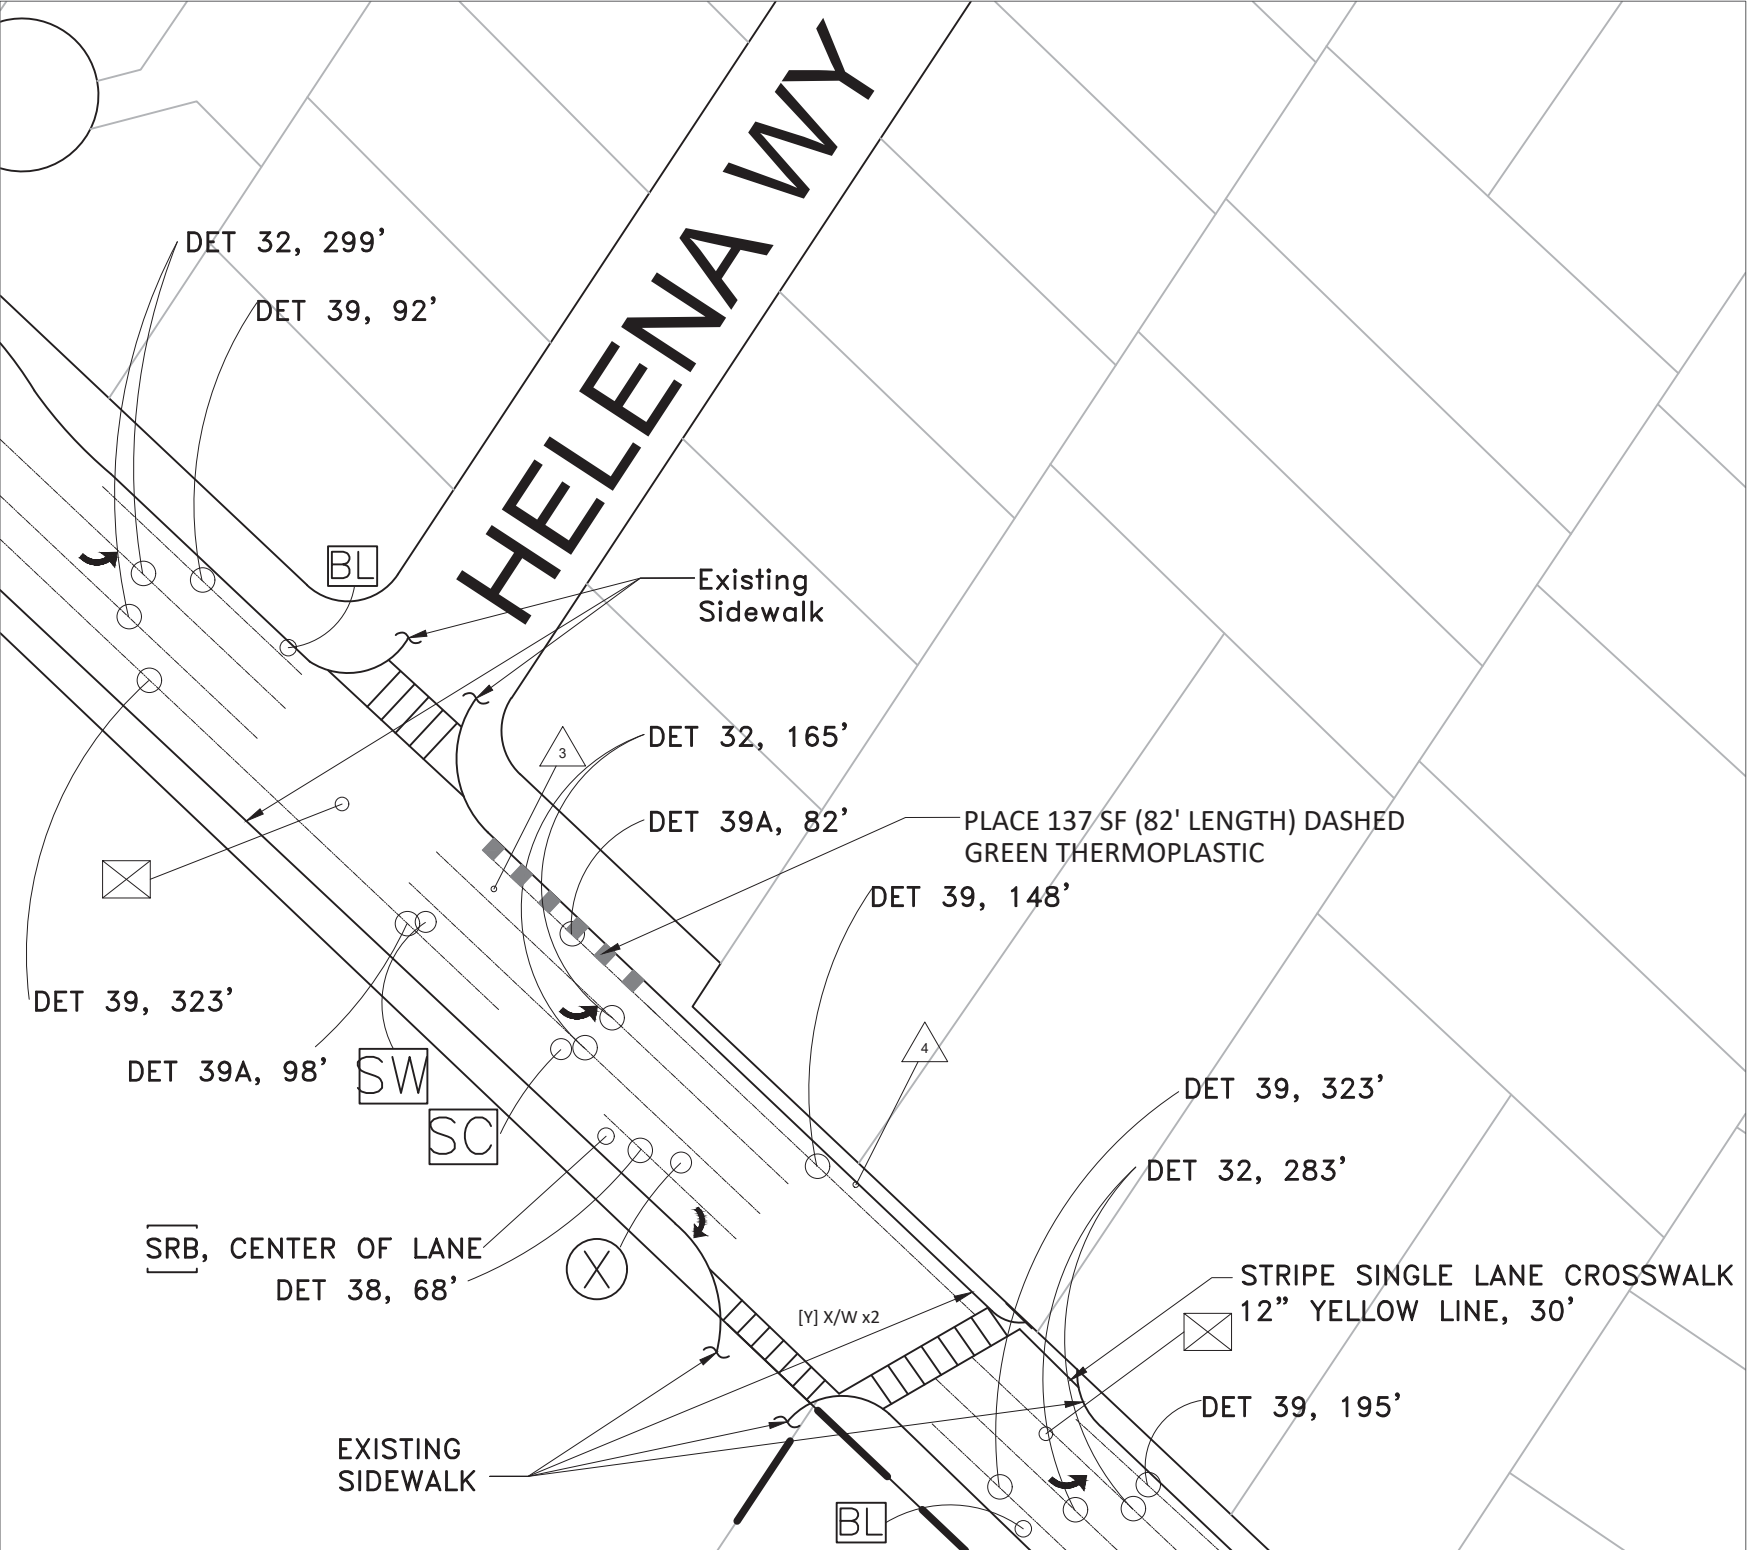 HELENA WY
DET 32, 299'
DET 39, 92'
BL
Existing
Sidewalk
3
DET 32, 165'
DET 39A, 82'
PLACE 137 SF (82' LENGTH) DASHED
GREEN THERMOPLASTIC
DET 39, 148'
DET 39, 323'
4
DET 39A, 98'
SW
DET 39, 323'
SC
DET 32, 283'
SRB, CENTER OF LANE
DET 38, 68'
X
STRIPE SINGLE LANE CROSSWALK
12” YELLOW LINE, 30'
[Y] X/W x2
DET 39, 195'
EXISTING
SIDEWALK
BL